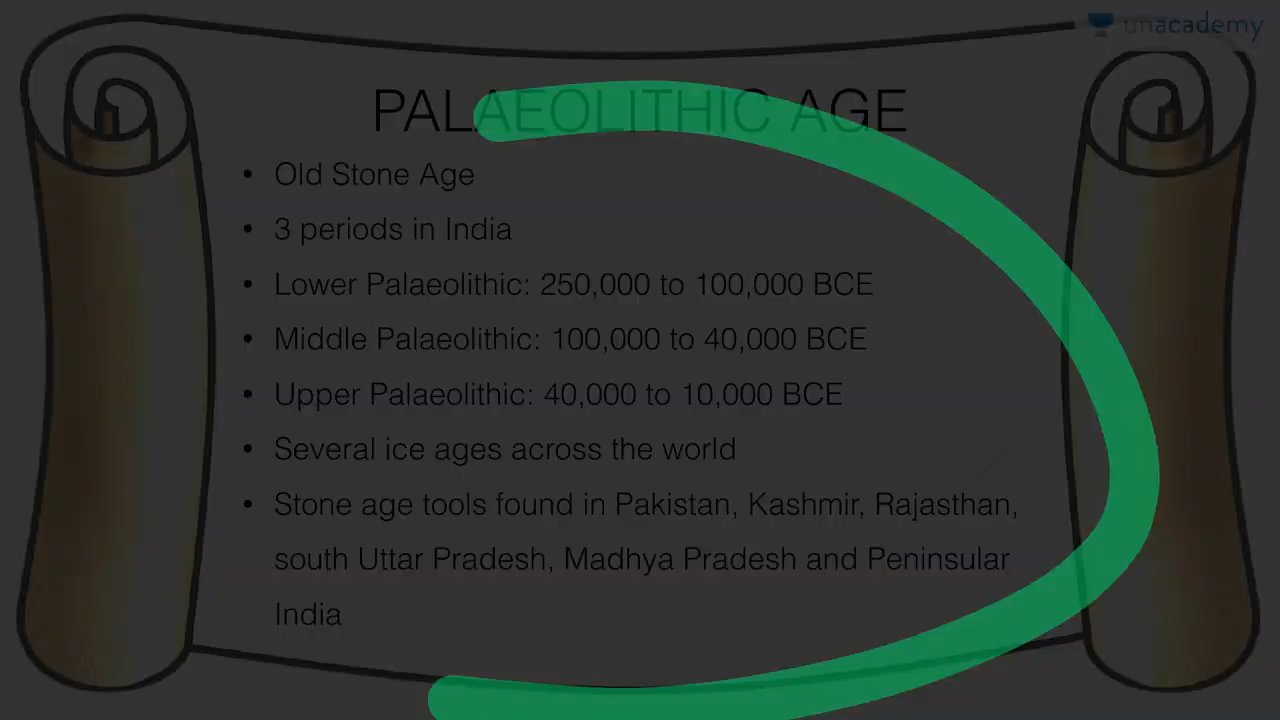 unacademy
PALAEOLITHIC AGE
• Old Stone Age
• 3 periods in India
• Lower Palaeolithic: 250,000 to 100,000 BCE
• Middle Palaeolithic: 100,000 to 40,000 BCE
• Upper Palaeolithic: 40,000 to 10,000 BCE
• Several ice ages across the world
• Stone age tools found in Pakistan, Kashmir, Rajasthan,
south Uttar Pradesh, Madhya Pradesh and Peninsular
India